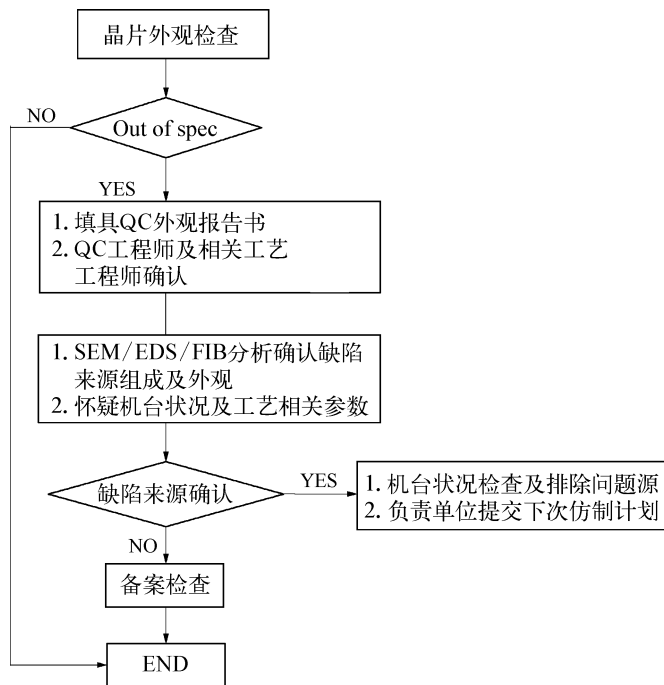 晶片外观检查
NO
Out of spec
YES
1. 填具QC外观报告书
2. QC工程师及相关工艺
工程师确认
1. SEM/EDS/FIB分析确认缺陷
来源组成及外观
2. 怀疑机台状况及工艺相关参数
缺陷来源确认
YES
1. 机台状况检查及排除问题源
2. 负责单位提交下次仿制计划
NO
备案检查
END